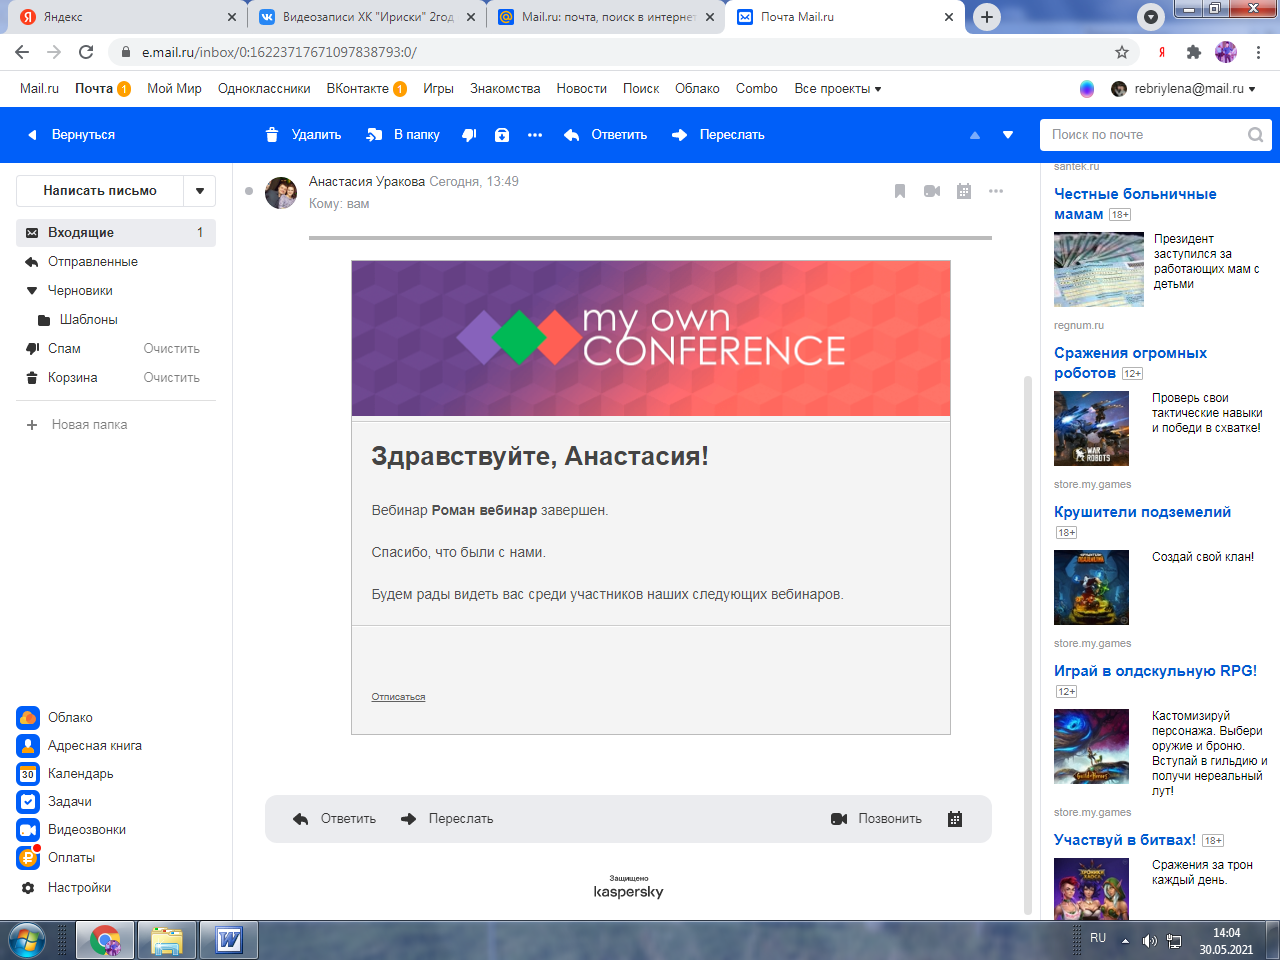 Яндекс
Видеозаписи ХК "Ириски" 2год
Mail.ru: почта, поиск в интернет
Почта Mail.ru
e.mail.ru/inbox/0:16223717671097838793:0/
Mail.ru Почта 1 Мой Мир Одноклассники ВКонтакте 1 Игры Знакомства Новости Поиск Облако Combo Все проекты
rebriylena@mail.ru
Вернуться
Удалить В папку Ответить Переслать
Поиск по почте
Написать письмо
Входящие 1
Отправленные
Черновики
Шаблоны
Спам Очистить
Корзина Очистить
Новая папка
Облако
Адресная книга
30 Календарь
Задачи
Видеозвонки
Оплаты
Настройки
Анастасия Уракова Сегодня, 13:49
Кому: вам
my own
CONFERENCE
Здравствуйте, Анастасия!
Вебинар Роман вебинар завершен.
Спасибо, что были с нами.
Будем рады видеть вас среди участников наших следующих вебинаров.
Отписаться
Ответить Переслать Позвонить
Защищено
kaspersky
santek.ru
Честные больничные
мамам 18+
Президент
заступился за
работающих мам с
детьми
regnum.ru
Сражения огромных
роботов 12+
WAR
ROBOTS
Проверь свои
тактические навыки
и победи в схватке!
store.my.games
Крушители подземелий
18+
Создай свой клан!
store.my.games
Играй в олдскульную RPG!
12+
Кастомизируй
персонажа. Выбери
оружие и броню.
Вступай в гильдию и
получи нереальный
лут!
store.my.games
Участвуй в битвах! 18+
ХРОНИКИ
ХАОСА
Сражения за трон
каждый день.
RU
14:04
30.05.2021